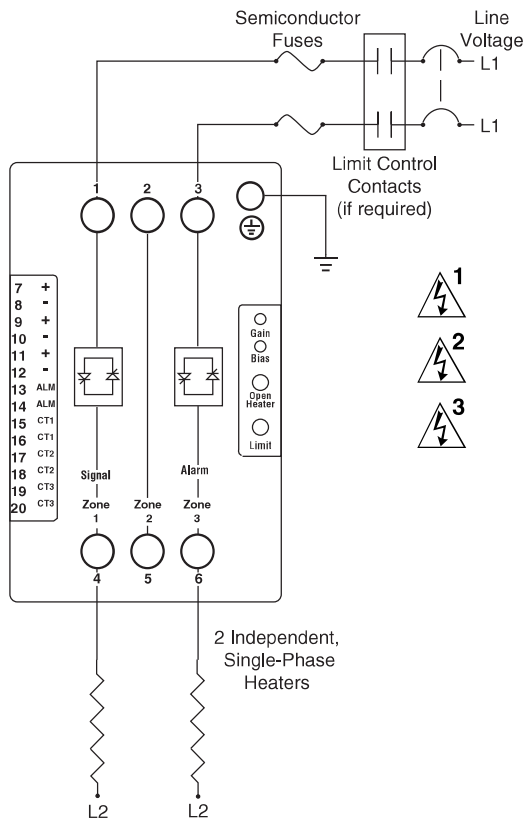 Semiconductor
Fuses
Line
Voltage
L1
L1
Limit Control
Contacts
(if required)
1 2 3
7 +
8 -
9 +
10 -
11 +
12 -
13 ALM
14 ALM
15 CT1
16 CT1
17 CT2
18 CT2
19 CT3
20 CT3
Gain
Bias
Open
Heater
Limit
1
2
3
Signal
Alarm
Zone
1
Zone
2
Zone
3
4 5 6
2 Independent,
Single-Phase
Heaters
L2
L2